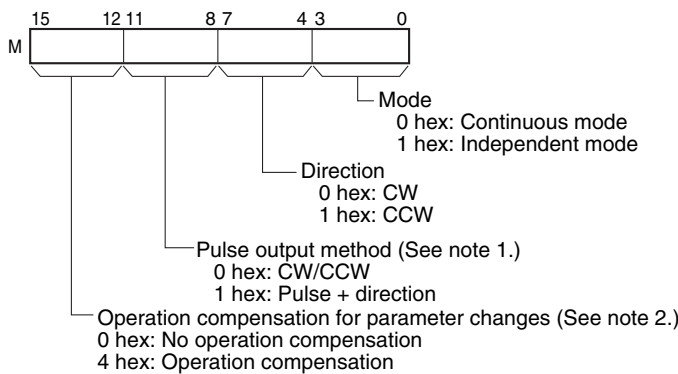 15 12 11 8 7 4 3 0
M
Mode
0 hex: Continuous mode
1 hex: Independent mode
Direction
0 hex: CW
1 hex: CCW
Pulse output method (See note 1.)
0 hex: CW/CCW
1 hex: Pulse + direction
Operation compensation for parameter changes (See note 2.)
0 hex: No operation compensation
4 hex: Operation compensation